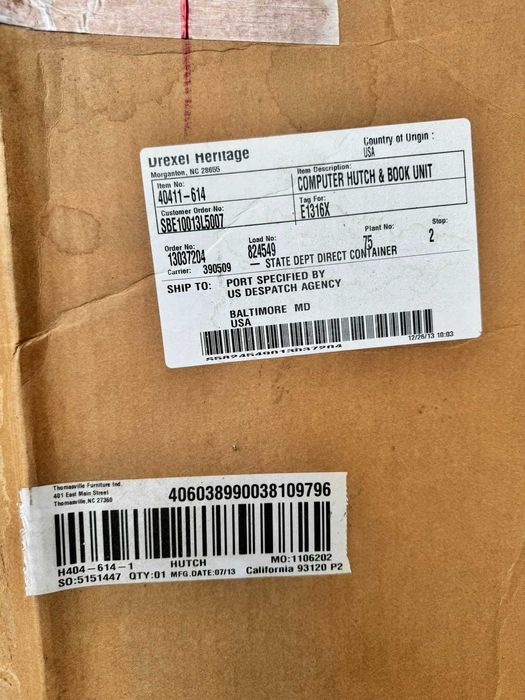 Drexel Heritage
Morganton, NC 28655
Country of Origin :
USA
Item No:
40411-614
Item Description:
COMPUTER HUTCH & BOOK UNIT
Customer Order No:
SBE10013L5007
Tag For:
E1316X
Order No:
13037204
Load No:
824549
Plant No:
75
Stop:
2
Carrier: 390509
— STATE DEPT DIRECT CONTAINER
SHIP TO: PORT SPECIFIED BY
US DESPATCH AGENCY
BALTIMORE MD
USA
12/26/13 10:03
Thomasville Furniture Ind.
401 East Main Street
Thomasville, NC 27360
406038990038109796
H404-614-1 HUTCH MO:1106202
SO:5151447 QTY:01 MFG.DATE:07/13 California 93120 P2